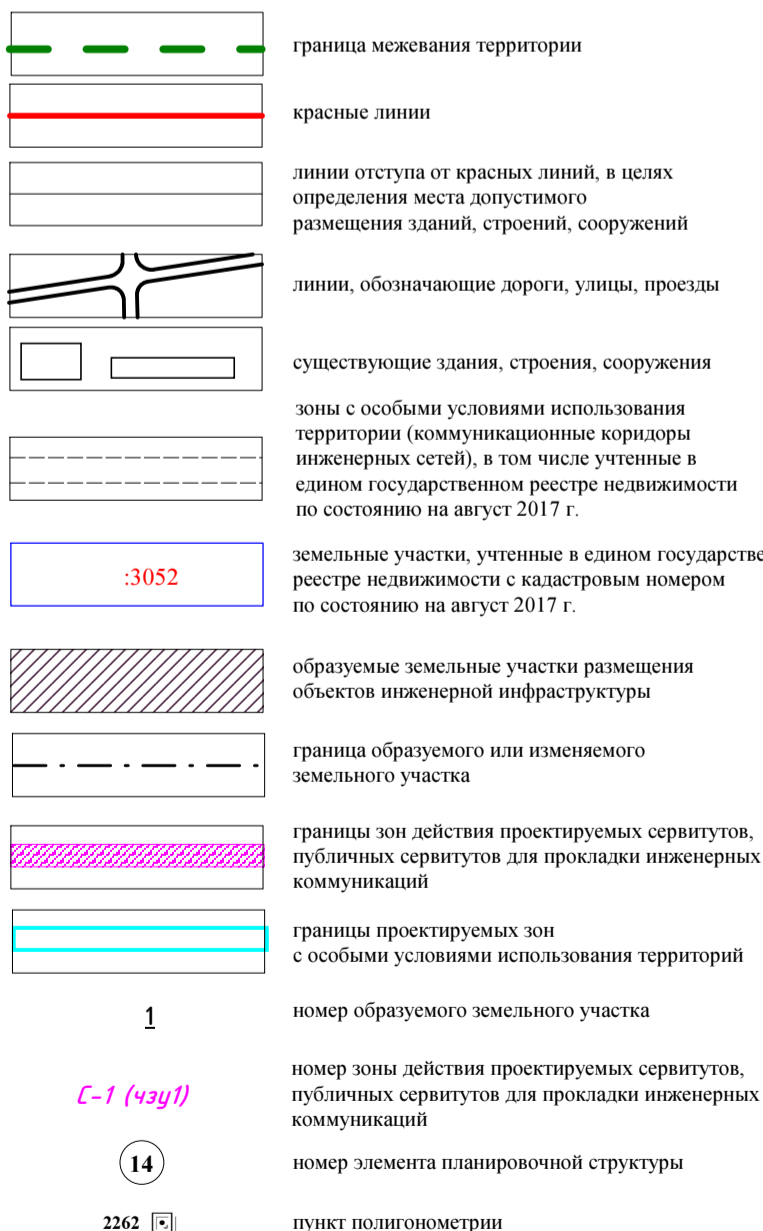 граница межевания территории
красные линии
линии отступа от красных линий, в целях
определения места допустимого
размещения зданий, строений, сооружений
линии, обозначающие дороги, улицы, проезды
существующие здания, строения, сооружения
зоны с особыми условиями использования
территории (коммуникационные коридоры
инженерных сетей), в том числе учтенные в
едином государственном реестре недвижимости
по состоянию на август 2017 г.
:3052
земельные участки, учтенные в едином государстве
реестре недвижимости с кадастровым номером
по состоянию на август 2017 г.
образуемые земельные участки размещения
объектов инженерной инфраструктуры
граница образуемого или изменяемого
земельного участка
границы зон действия проектируемых сервитутов,
публичных сервитутов для прокладки инженерных
коммуникаций
границы проектируемых зон
с особыми условиями использования территорий
1 номер образуемого земельного участка
номер зоны действия проектируемых сервитутов,
С-1 (чзу1) публичных сервитутов для прокладки инженерных
коммуникаций
14 номер элемента планировочной структуры
2262 пункт полигонометрии